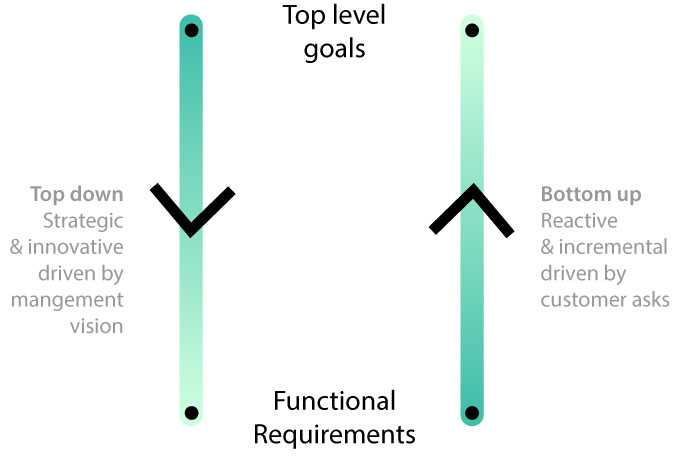 Top level
goals
Top down
Strategic
& innovative
driven by
mangement
vision
Bottom up
Reactive
& incremental
driven by
customer asks
Functional
Requirements